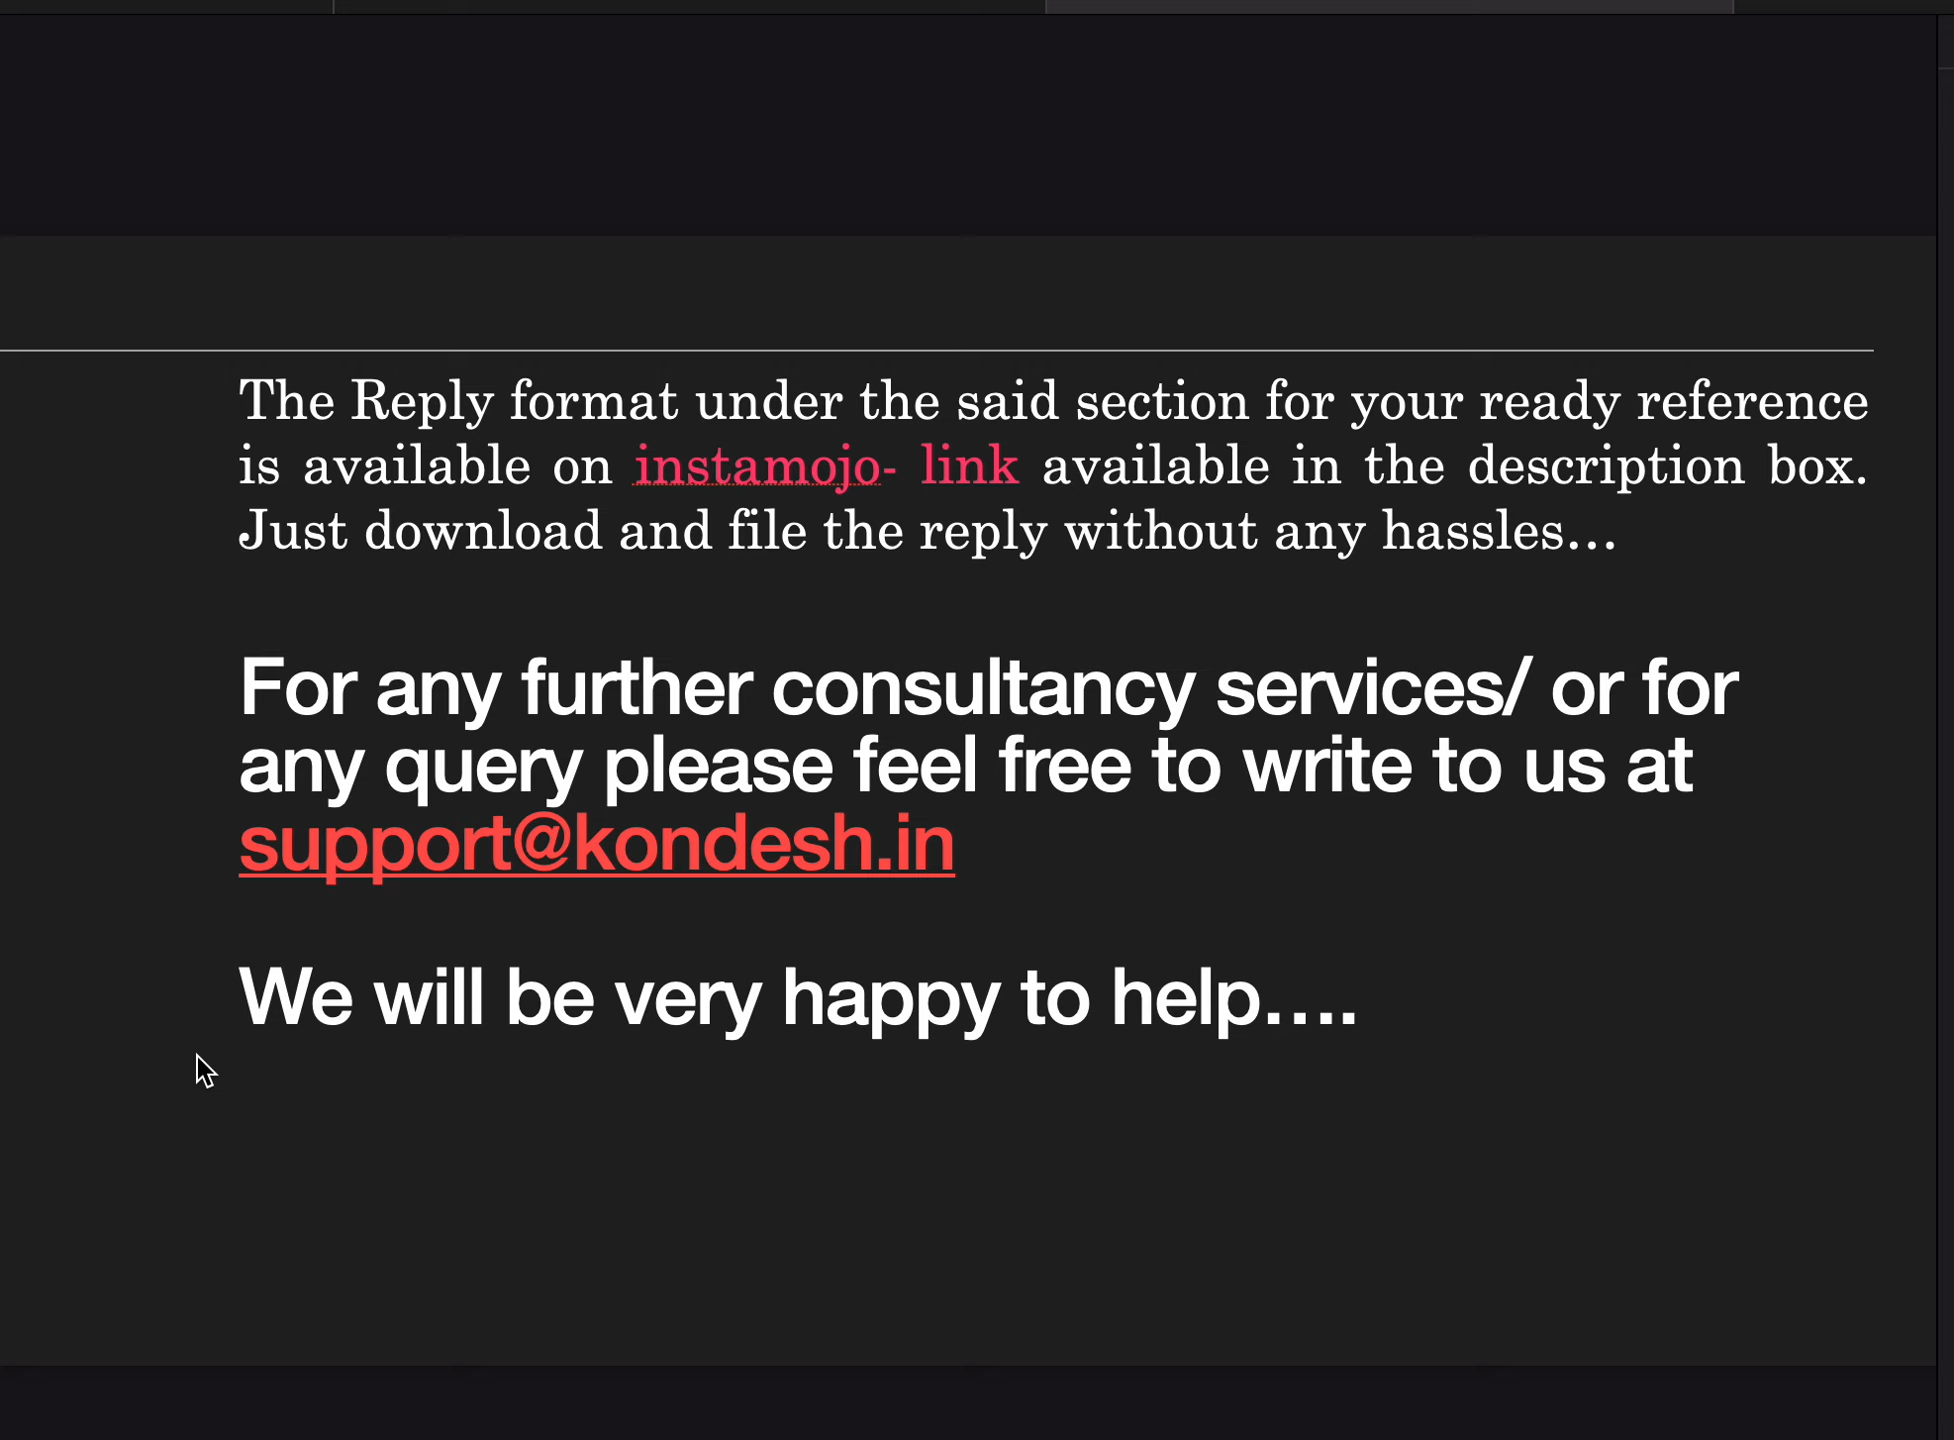 The Reply format under the said section for your ready reference
is available on instamojo- link available in the description box.
Just download and file the reply without any hassles...
For any further consultancy services/ or for
any query please feel free to write to us at
support@kondesh.in
We will be very happy to help....